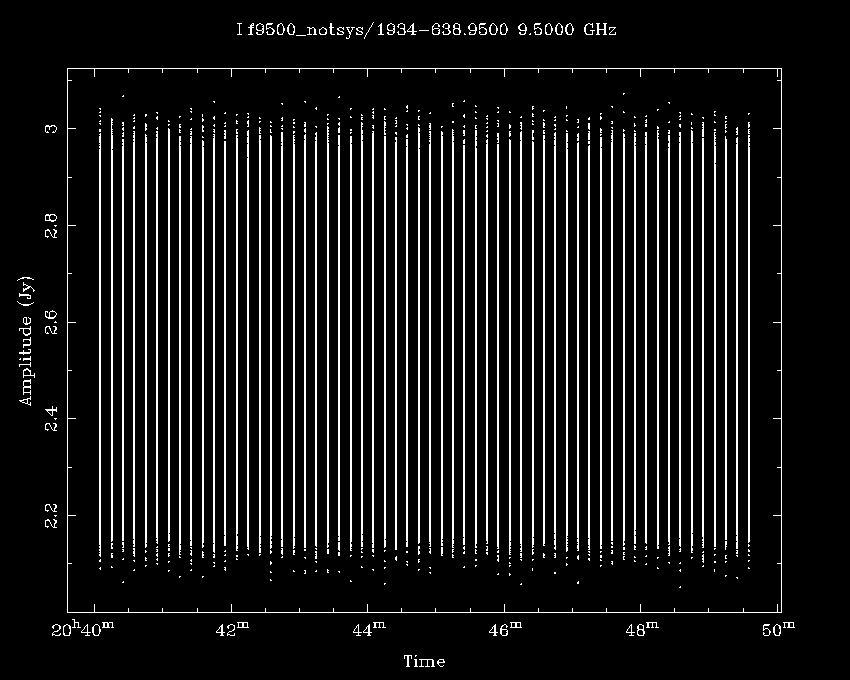 I f9500_notsys/1934-638.9500 9.5000 GHz
3
2.8
2.6
2.4
2.2
Amplitude (Jy)
20h40m 42m 44m 46m 48m 50m
Time